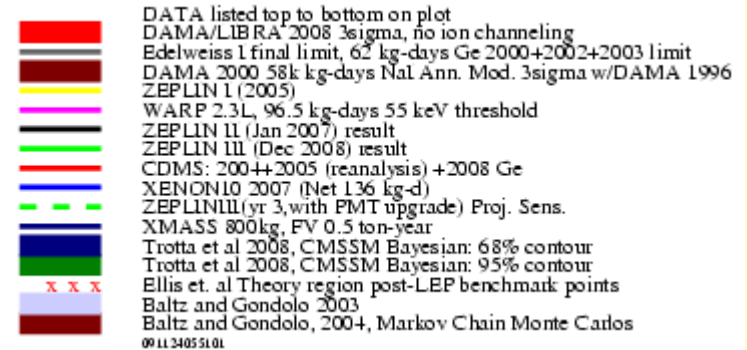 DATA listed top to bottom on plot
DAMA/LIBRA 2008 3sigma, no ion channeling
Edelweiss I final limit, 62 kg-days Ge 2000+2002+2003 limit
DAMA 2000 58k kg-days NaI Ann. Mod. 3sigma w/DAMA 1996
ZEPLIN I (2005)
WARP 2.3L, 96.5 kg-days 55 keV threshold
ZEPLIN II (Jan 2007) result
ZEPLIN III (Dec 2008) result
CDMS: 2004+2005 (reanalysis) +2008 Ge
XENON10 2007 (Net 136 kg-d)
ZEPLINIII(yr 3,with PMT upgrade) Proj. Sens.
XMASS 800kg, FV 0.5 ton-year
Trotta et al 2008, CMSSM Bayesian: 68% contour
Trotta et al 2008, CMSSM Bayesian: 95% contour
x x x Ellis et. al Theory region post-LEP benchmark points
Baltz and Gondolo 2003
Baltz and Gondolo, 2004, Markov Chain Monte Carlos
091124055101